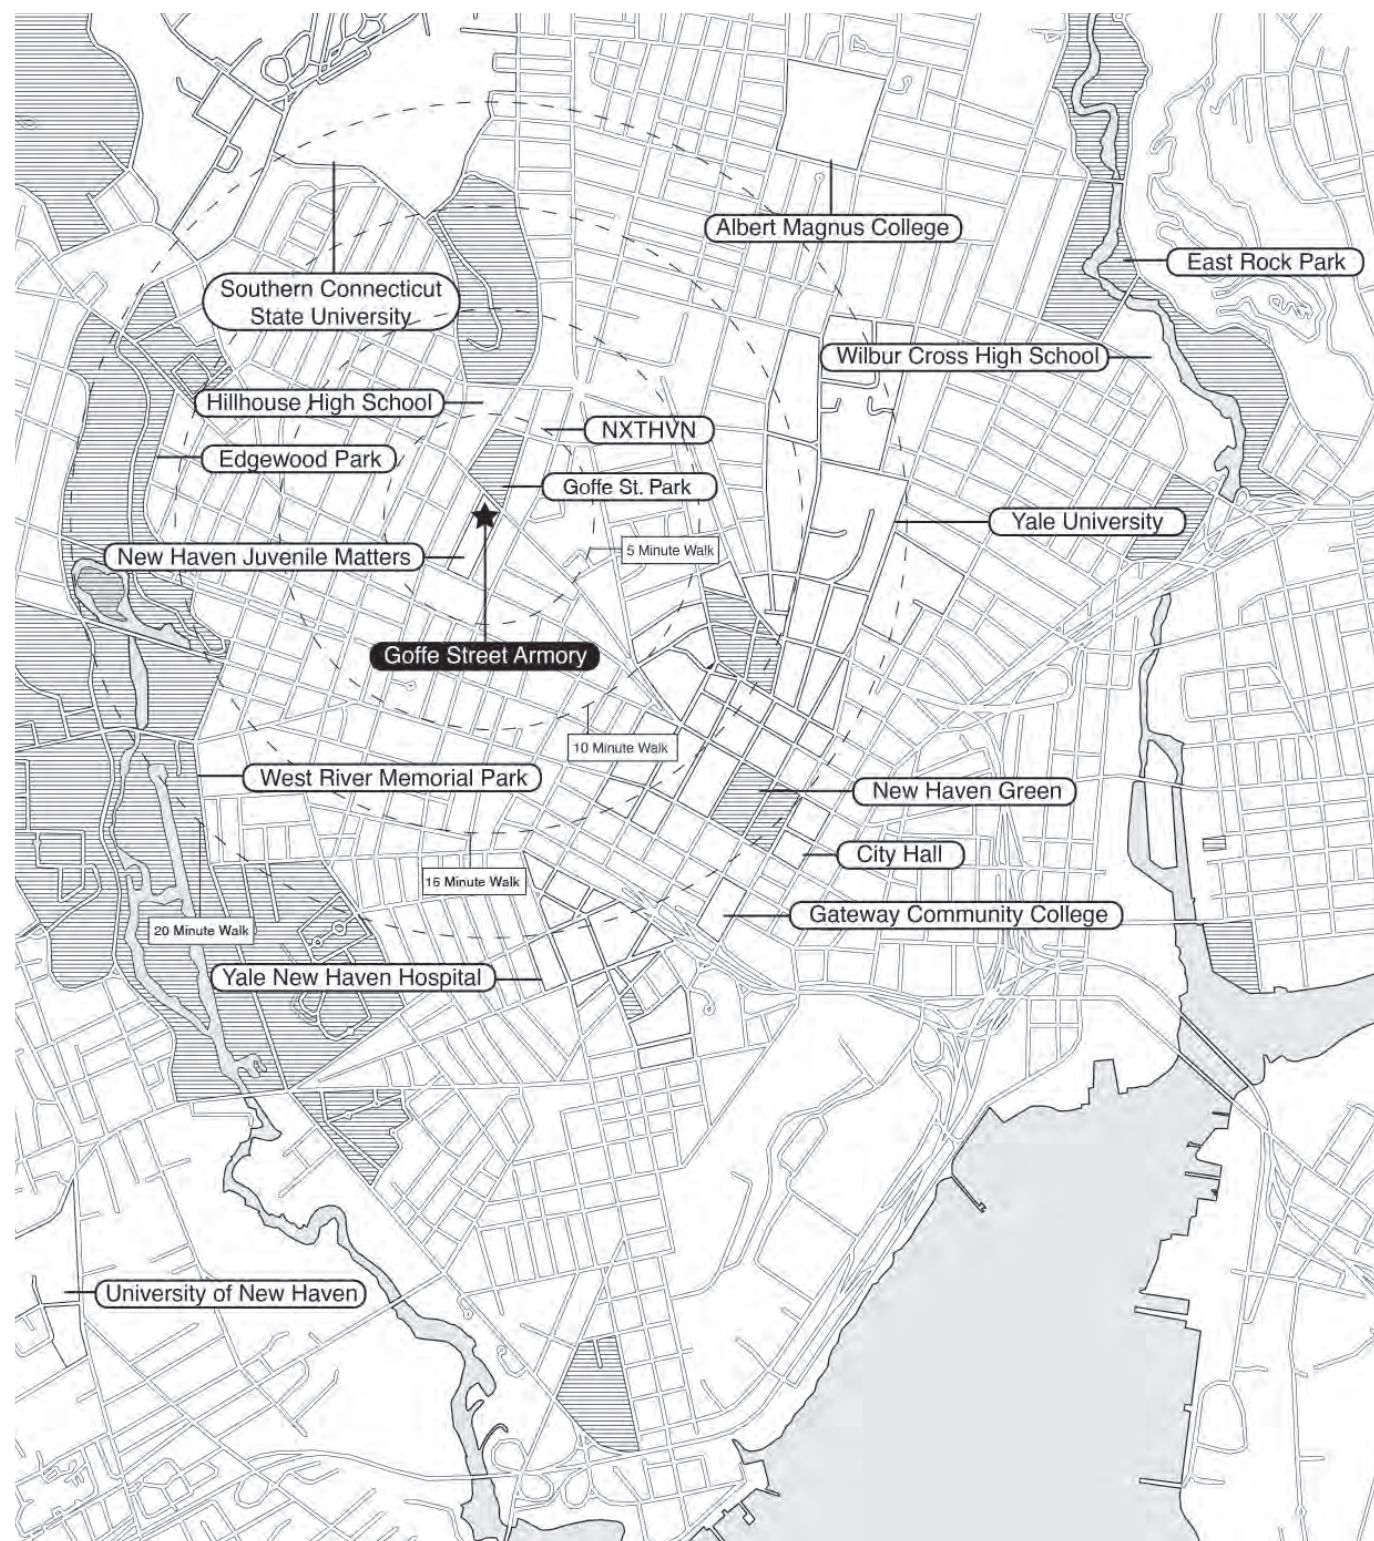 Albert Magnus College
East Rock Park
Southern Connecticut
State University
Wilbur Cross High School
Hillhouse High School
NXTHVN
Edgewood Park
Goffe St. Park
Yale University
5 Minute Walk
New Haven Juvenile Matters
Goffe Street Armory
10 Minute Walk
West River Memorial Park
New Haven Green
City Hall
15 Minute Walk
Gateway Community College
20 Minute Walk
Yale New Haven Hospital
University of New Haven